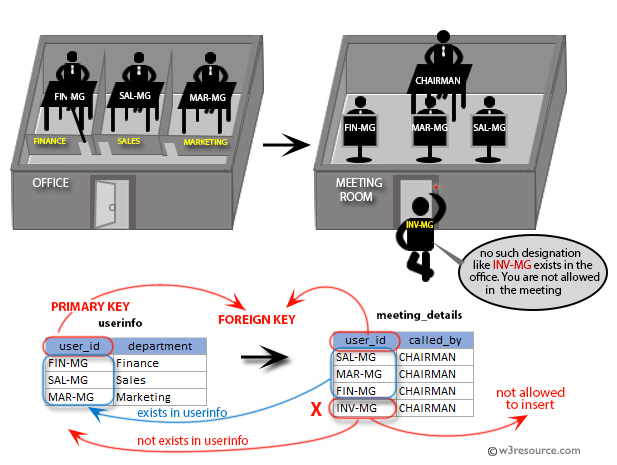 FIN-MG
SAL-MG
MAR-MG
FINANCE
SALES
MARKETING
OFFICE
CHAIRMAN
FIN-MG
MAR-MG
SAL-MG
MEETING
ROOM
INV-MG
no such designation
like INV-MG exists in the
office. You are not allowed
in the meeting
PRIMARY KEY
FOREIGN KEY
userinfo
user_id department
FIN-MG Finance
SAL-MG Sales
MAR-MG Marketing
meeting_details
user_id called_by
SAL-MG CHAIRMAN
MAR-MG CHAIRMAN
FIN-MG CHAIRMAN
X INV-MG CHAIRMAN
exists in userinfo
not exists in userinfo
not allowed
to insert
© w3resource.com